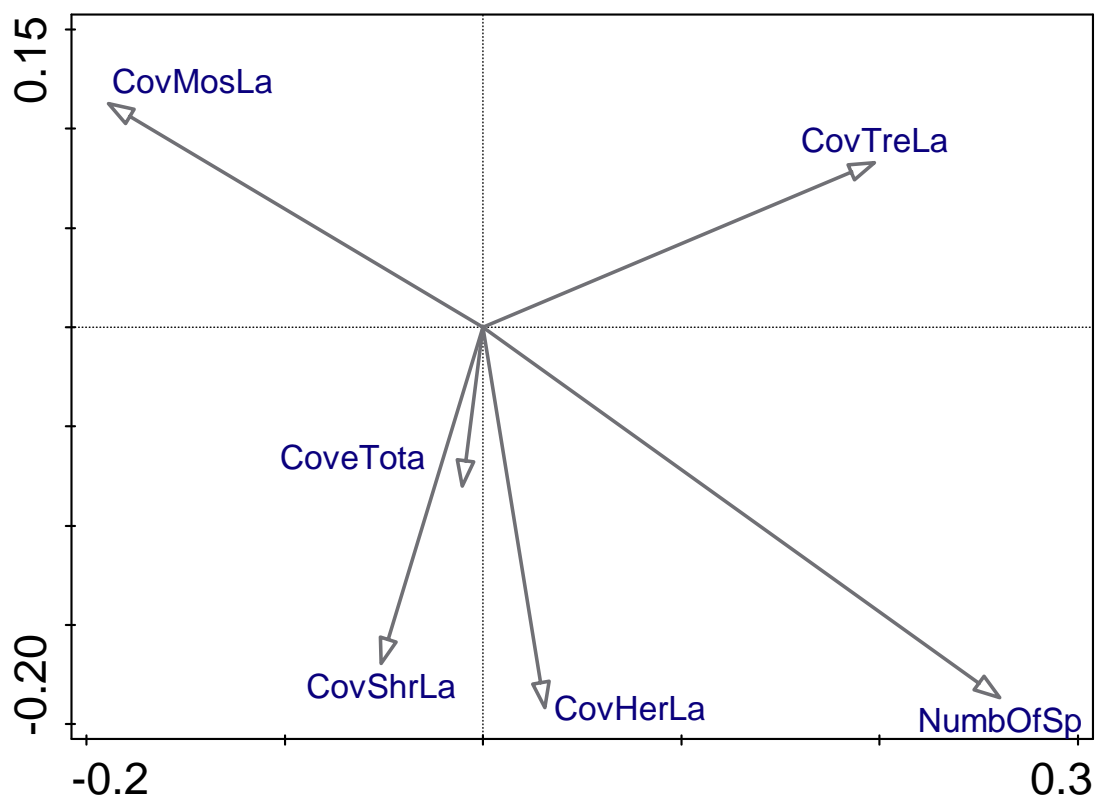 0.15
CovMosLa
CovTreLa
CoveTota
CovShrLa
CovHerLa
NumbOfSp
-0.20
-0.2
0.3